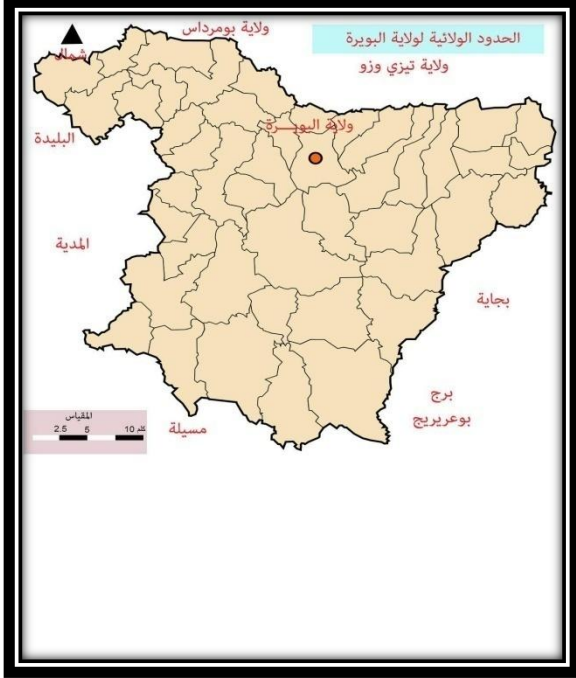 ولاية بومرداس
الحدود الولائية لولاية البويرة
شمال
ولاية تيزي وزو
ولاية البويـــــرة
البليدة
المدية
بجاية
برج
بوعريريج
المقياس
2.5 5 10 كلم
مسيلة